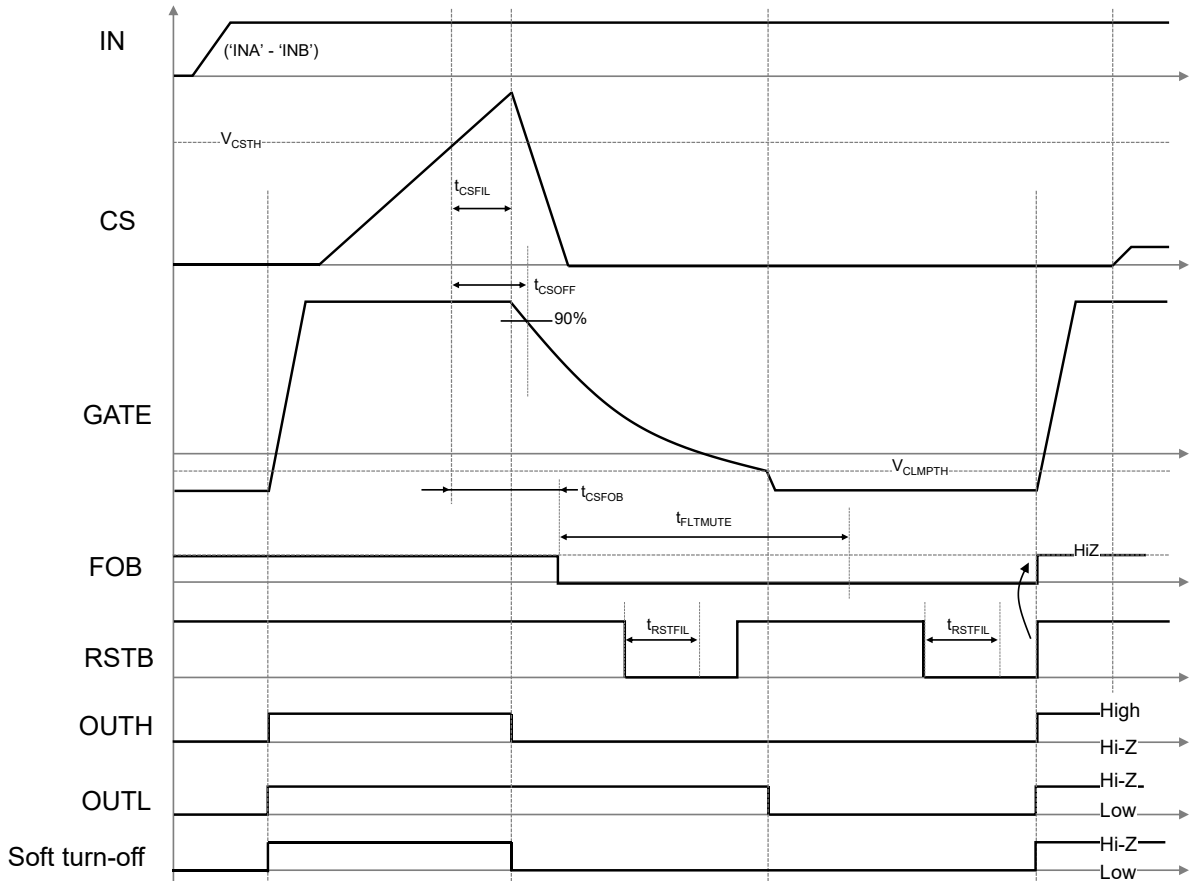 IN
('INA' - 'INB')
VCSTH
tCSFIL
CS
tCSOFF
90%
GATE
VCLMPTH
tCSFOB
tFLTMUTE
HiZ
FOB
tRSTFIL
tRSTFIL
RSTB
High
OUTH
Hi-Z
Hi-Z
OUTL
Low
Hi-Z
Soft turn-off
Low